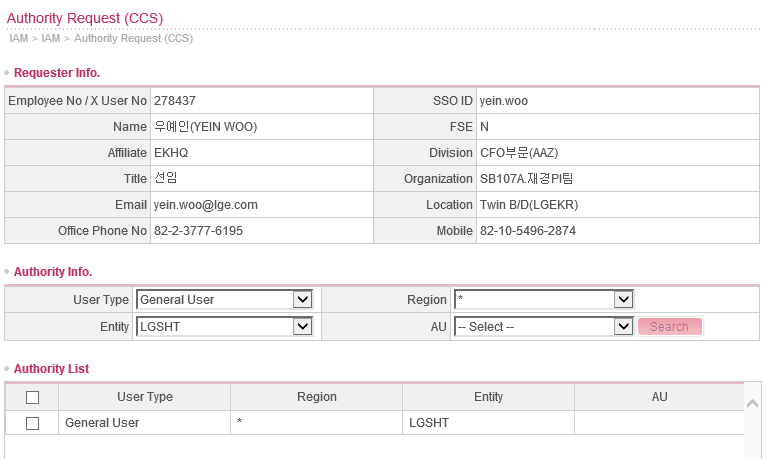 Authority Request (CCS)
IAM > IAM > Authority Request (CCS)
Requester Info.
Employee No / X User No 278437 SSO ID yein.woo
Name 우예인(YEIN WOO) FSE N
Affiliate EKHQ Division CFO부문(AAZ)
Title 선임 Organization SB107A.재경PI팀
Email yein.woo@lge.com Location Twin B/D(LGEKR)
Office Phone No 82-2-3777-6195 Mobile 82-10-5496-2874
Authority Info.
User Type General User Region *
Entity LGSHT AU -- Select -- Search
Authority List
User Type Region Entity AU
General User * LGSHT